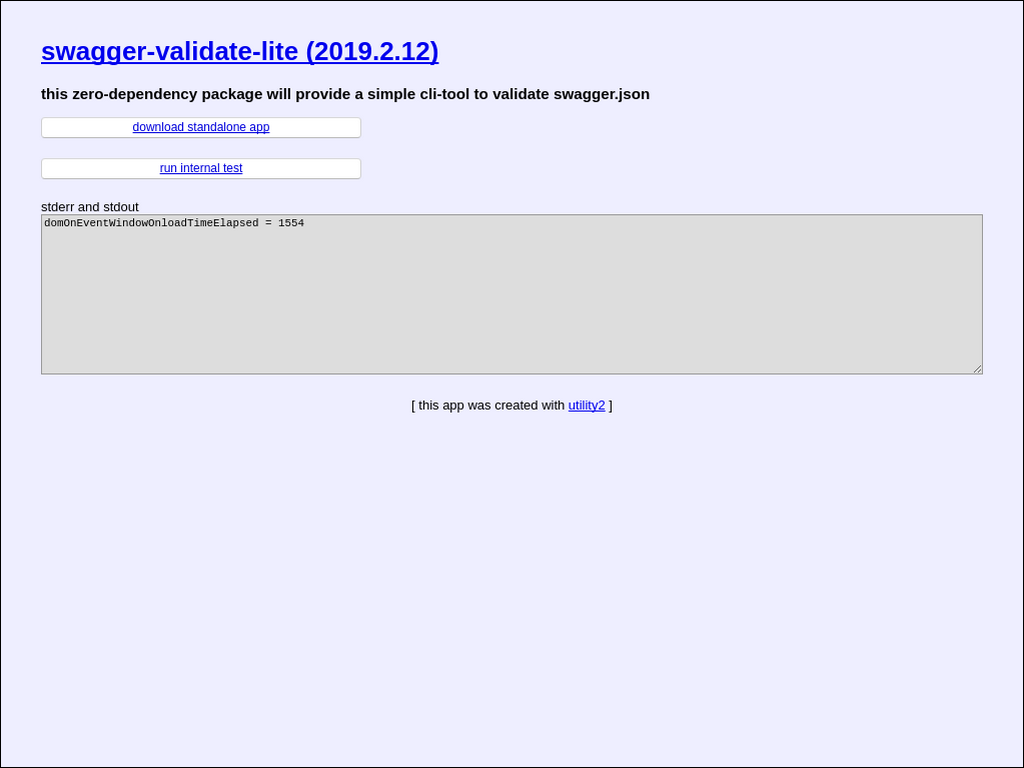 swagger-validate-lite (2019.2.12)
this zero-dependency package will provide a simple cli-tool to validate swagger.json
download standalone app
run internal test
stderr and stdout
domOnEventWindowOnloadTimeElapsed = 1554
[ this app was created with utility2 ]